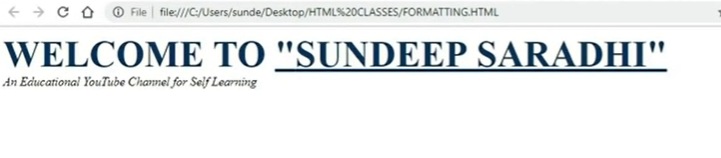 File file:///C:/Users/sunde/Desktop/HTML%20CLASSES/FORMATTING.HTML
WELCOME TO "SUNDEEP SARADHI"
An Educational YouTube Channel for Self Learning